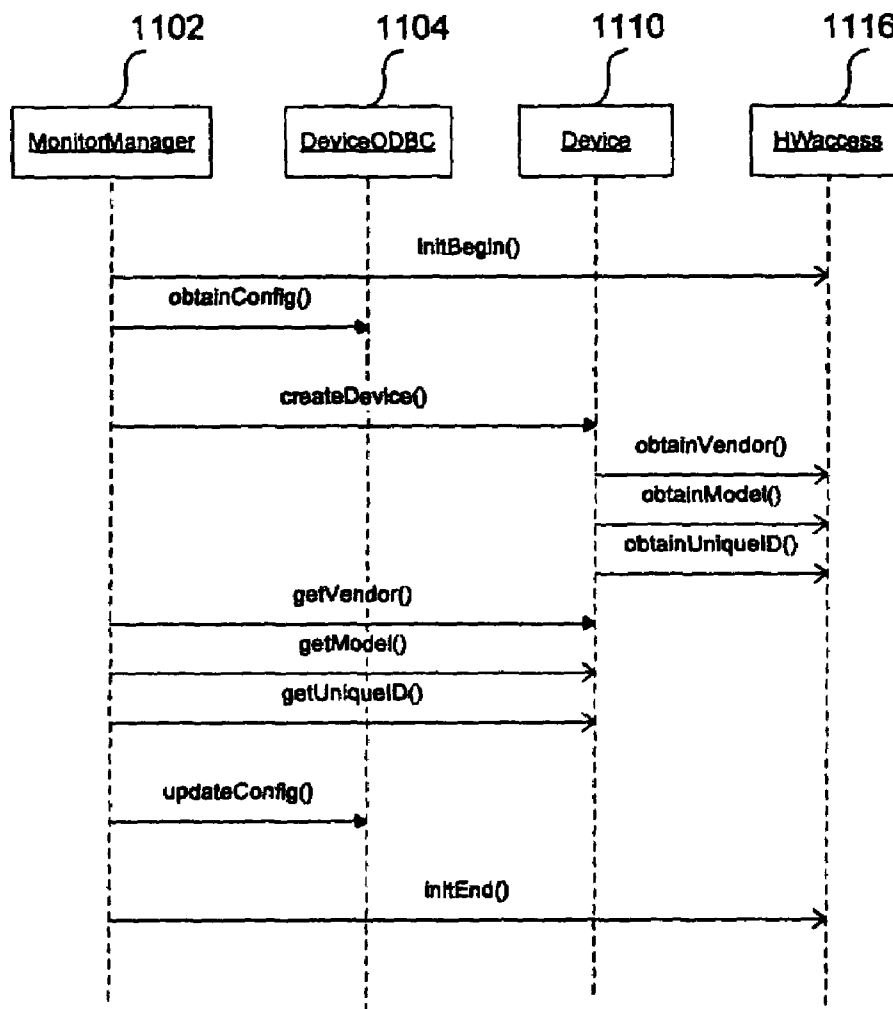 1102 1104 1110 1116
MonitorManager DeviceODBC Device HWaccess
initBegin()
obtainConfig()
createDevice()
obtainVendor()
obtainModel()
obtainUniqueID()
getVendor()
getModel()
getUniqueID()
updateConfig()
initEnd()